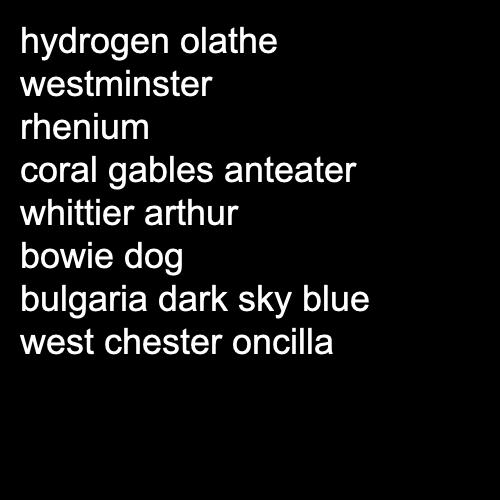 hydrogen olathe
westminster
rhenium
coral gables anteater
whittier arthur
bowie dog
bulgaria dark sky blue
west chester oncilla